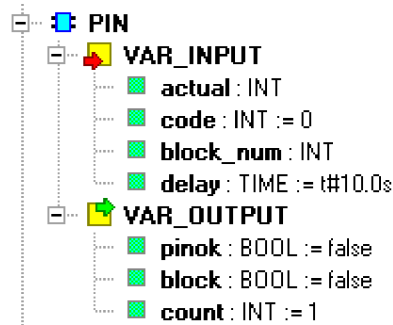 PIN
VAR_INPUT
actual : INT
code : INT := 0
block_num : INT
delay : TIME := t#10.0s
VAR_OUTPUT
pinok : BOOL := false
block : BOOL := false
count : INT := 1